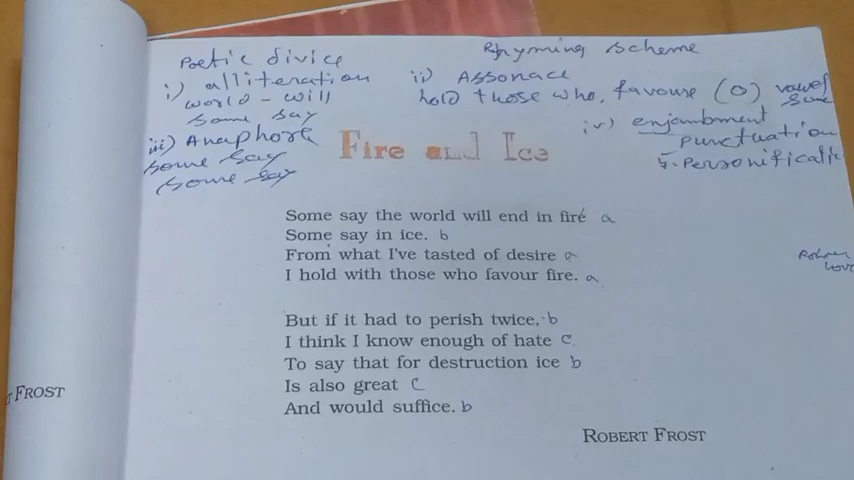 Poetic divice
i) alliteration
world - will
some say
iii) Anaphora
some say
some say
Rhyming scheme
ii) Assonace
hold those who, favour (o) vowel
iv) enjambment
punctuation
5. Personificati
Fire and Ice
Some say the world will end in fire a
Some say in ice. b
From what I've tasted of desire a
I hold with those who favour fire. a
But if it had to perish twice, b
I think I know enough of hate c
To say that for destruction ice b
Is also great c
And would suffice. b
ROBERT FROST
T FROST